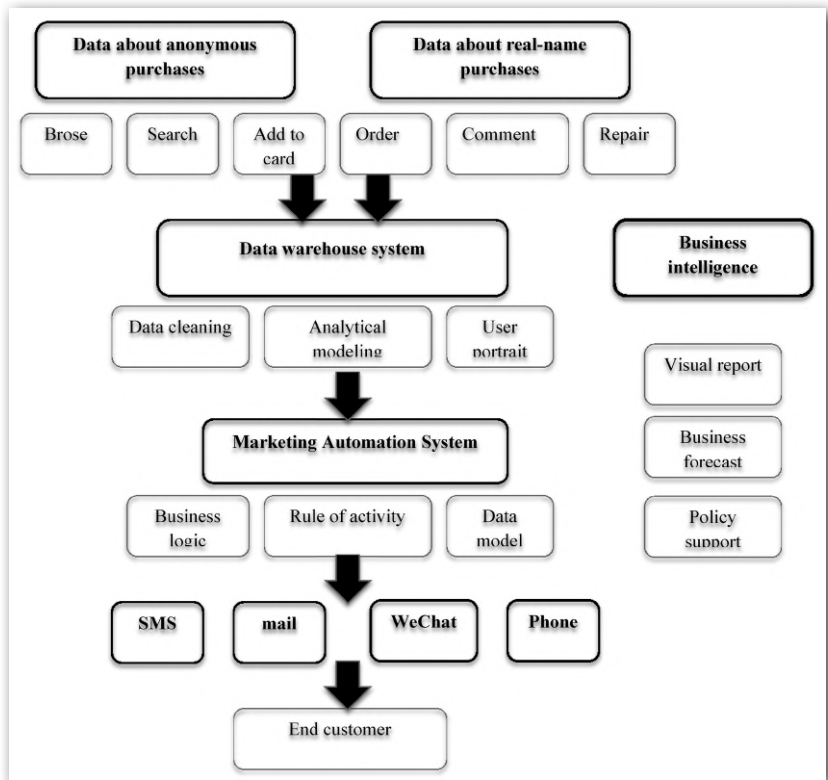 Data about anonymous
purchases
Data about real-name
purchases
Brose
Search
Add to
card
Order
Comment
Repair
Data warehouse system
Business
intelligence
Data cleaning
Analytical
modeling
User
portrait
Visual report
Marketing Automation System
Business
forecast
Business
logic
Rule of activity
Data
model
Policy
support
SMS
mail
WeChat
Phone
End customer